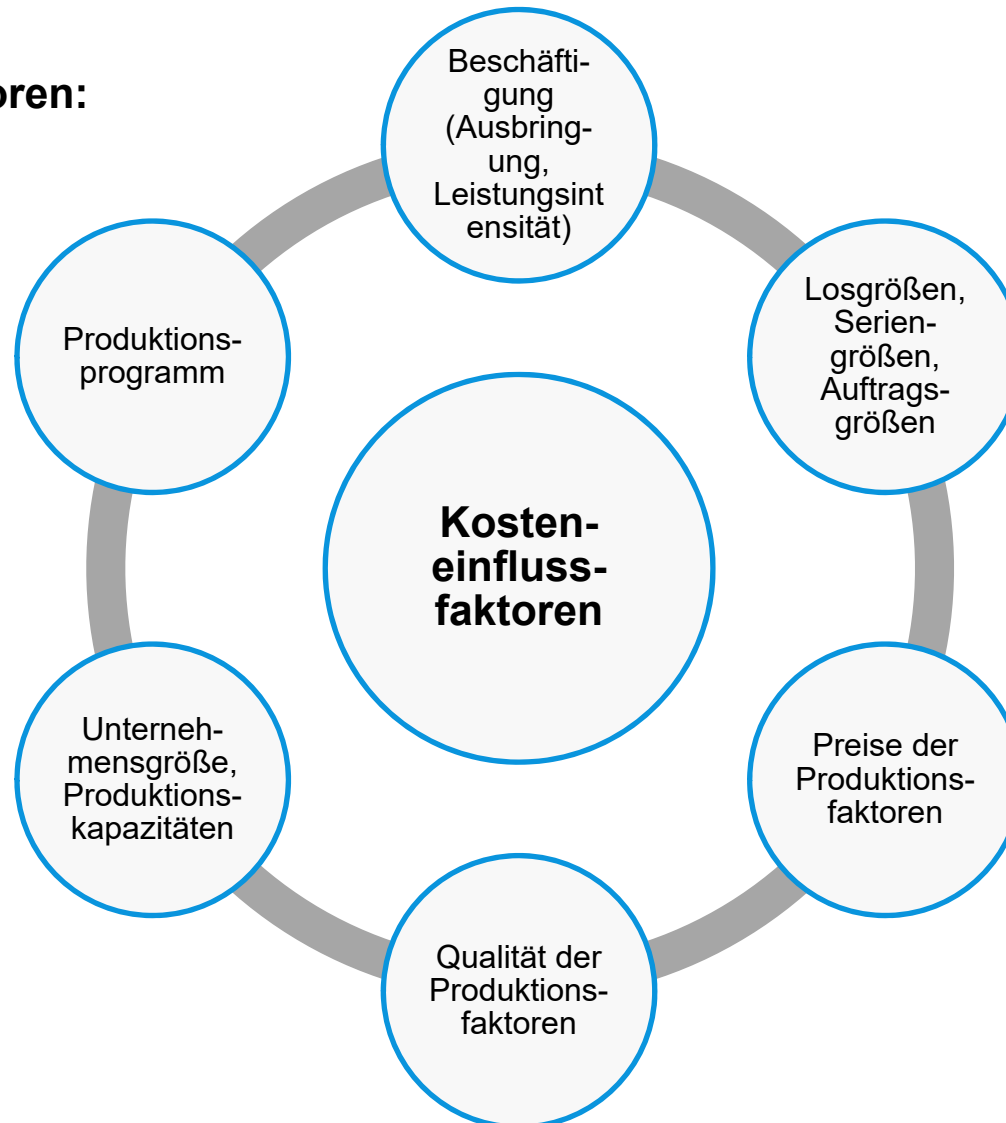 oren:
Beschäfti-
gung
(Ausbring-
ung,
Leistungsint
ensität)
Losgrößen,
Serien-
größen,
Auftrags-
größen
Produktions-
programm
Kosten-
einfluss-
faktoren
Unterneh-
mensgröße,
Produktions-
kapazitäten
Preise der
Produktions-
faktoren
Qualität der
Produktions-
faktoren